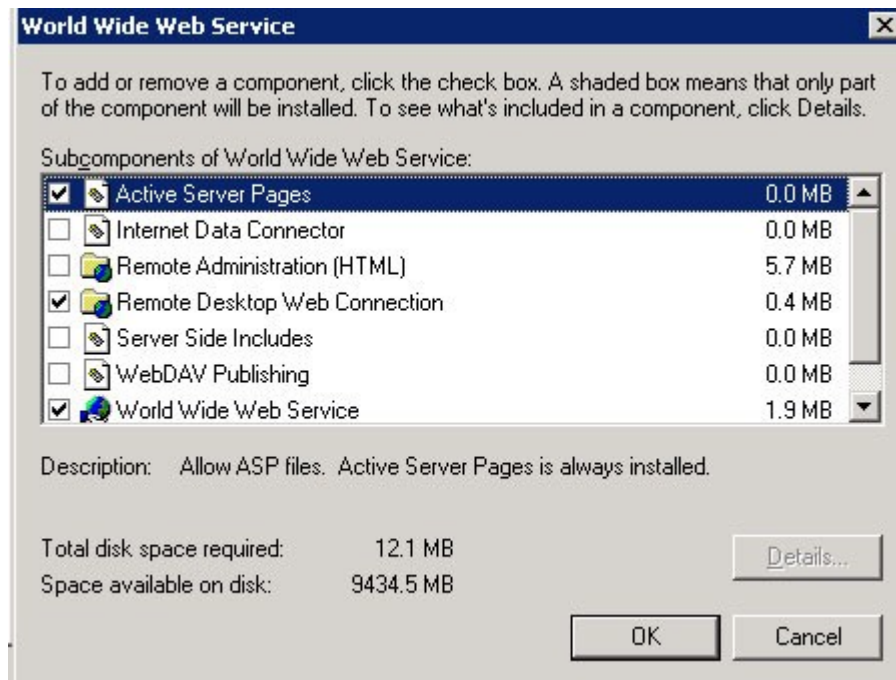 World Wide Web Service
To add or remove a component, click the check box. A shaded box means that only part
of the component will be installed. To see what's included in a component, click Details.
Subcomponents of World Wide Web Service:
Active Server Pages 0.0 MB
Internet Data Connector 0.0 MB
Remote Administration (HTML) 5.7 MB
Remote Desktop Web Connection 0.4 MB
Server Side Includes 0.0 MB
WebDAV Publishing 0.0 MB
World Wide Web Service 1.9 MB
Description: Allow ASP files. Active Server Pages is always installed.
Total disk space required: 12.1 MB
Space available on disk: 9434.5 MB
Details...
OK Cancel